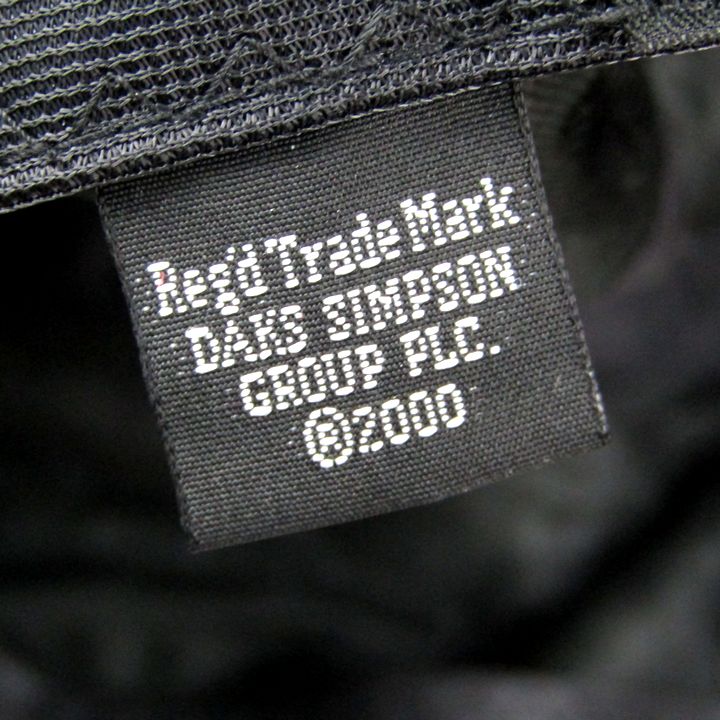 Reg'd Trade Mark
DAKS SIMPSON
GROUP PLC.
®2000